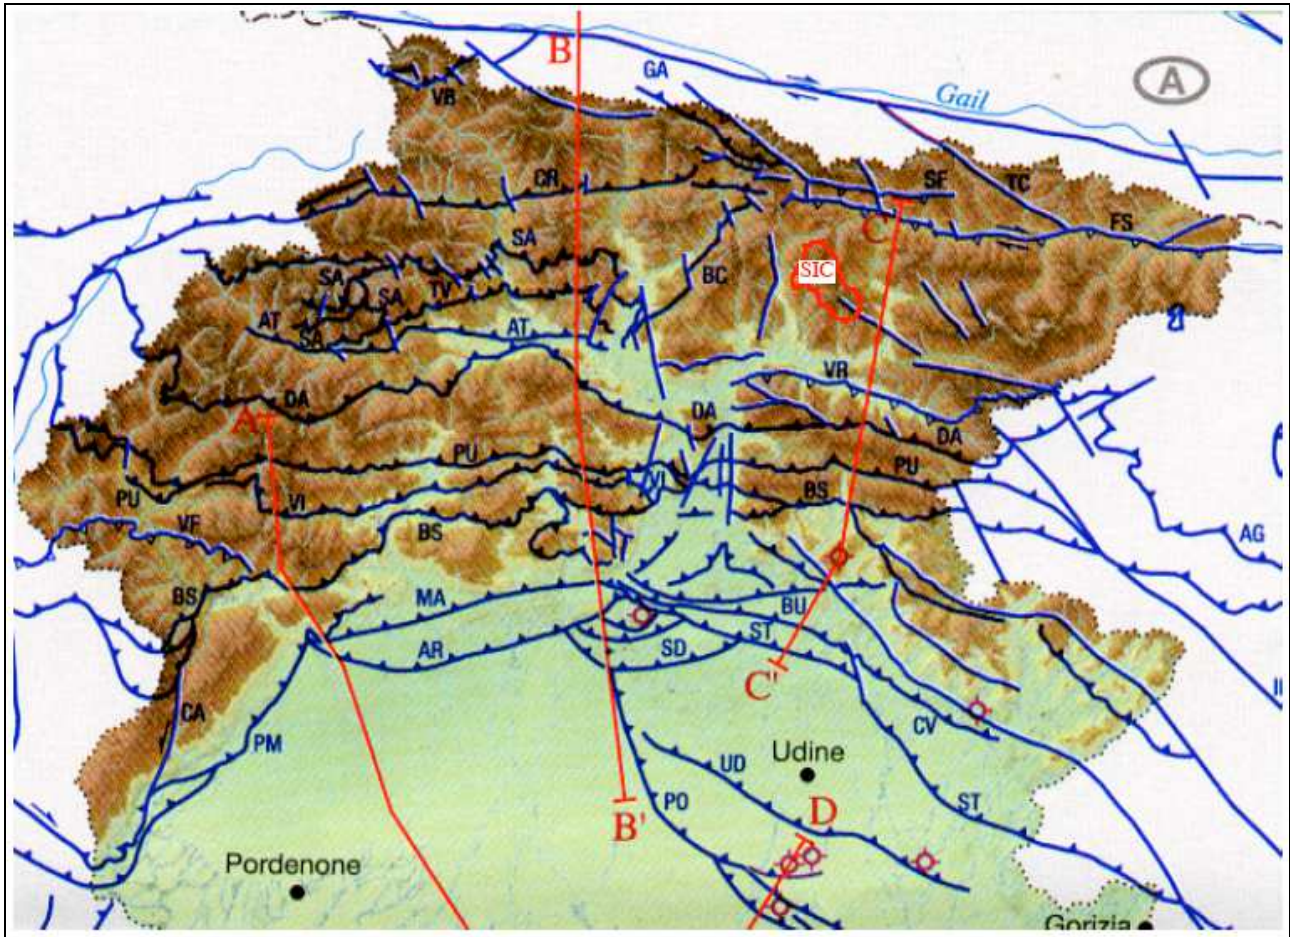 B
GA
A
Gail
VB
CR
SF
TC
C
FS
SA
SIC
SA
BC
SA
TV
AT
AT
SA
VR
DA
A
DA
DA
PU
PU
VI
BS
PU
VI
VF
BS
AG
BS
MA
BU
AR
SD
ST
C'
CA
PM
CV
UD
Udine
PO
ST
D
B'
Pordenone
Gorizia